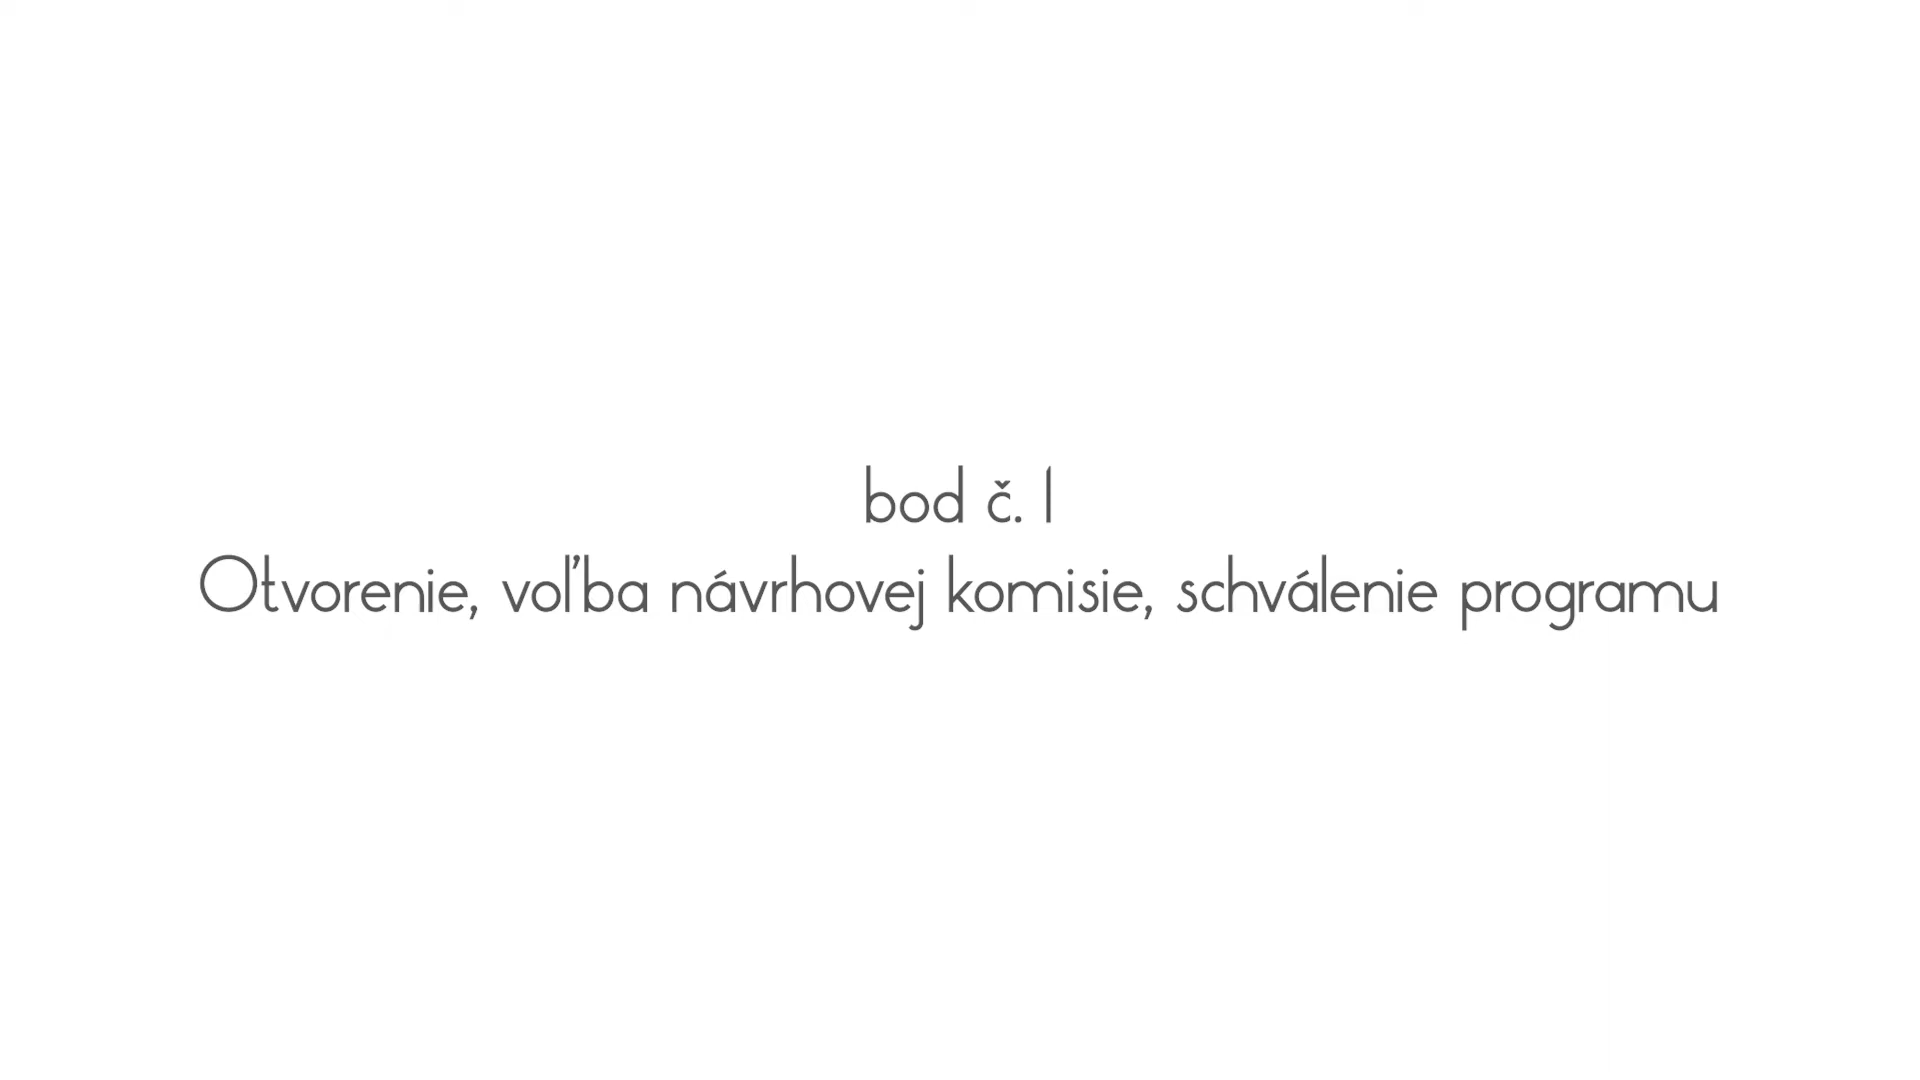 bod č. 1
Otvorenie, voľba návrhovej komisie, schválenie programu